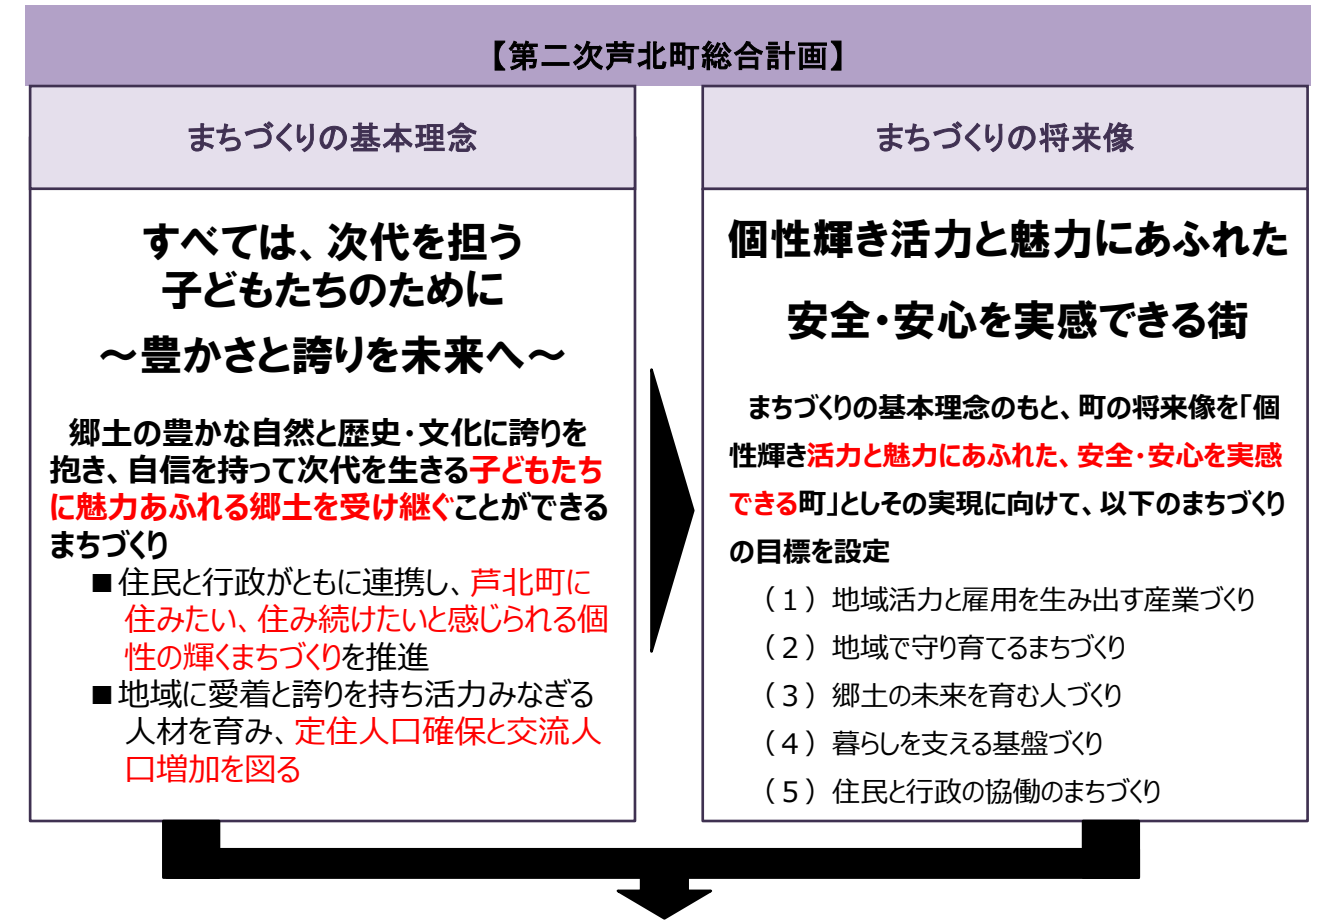 【第二次芦北町総合計画】
まちづくりの基本理念
すべては、次代を担う
子どもたちのために
～豊かさと誇りを未来へ～
郷土の豊かな自然と歴史・文化に誇りを
抱き、自信を持って次代を生きる子どもたち
に魅力あふれる郷土を受け継ぐことができる
まちづくり
■住民と行政がともに連携し、芦北町に
住みたい、住み続けたいと感じられる個
性の輝くまちづくりを推進
■地域に愛着と誇りを持ち活力みなぎる
人材を育み、定住人口確保と交流人
口増加を図る
まちづくりの将来像
個性輝き活力と魅力にあふれた
安全・安心を実感できる街
まちづくりの基本理念のもと、町の将来像を｢個
性輝き活力と魅力にあふれた、安全・安心を実感
できる町｣としその実現に向けて、以下のまちづくり
の目標を設定
（１）地域活力と雇用を生み出す産業づくり
（２）地域で守り育てるまちづくり
（３）郷土の未来を育む人づくり
（４）暮らしを支える基盤づくり
（５）住民と行政の協働のまちづくり